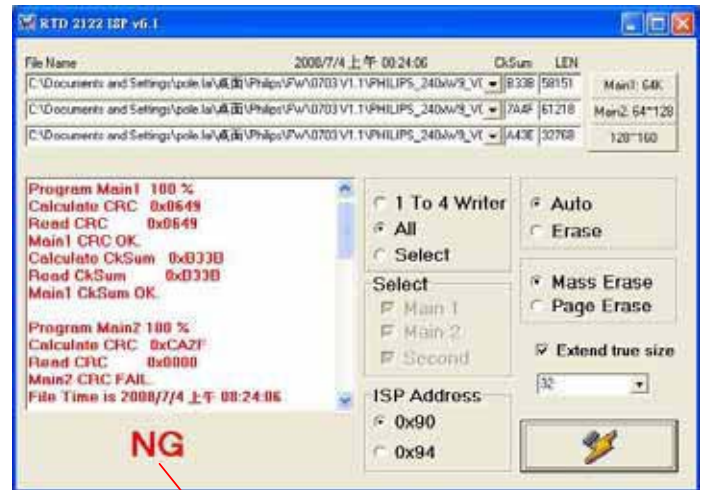 RTD 2122 ISP v6.1
File Name 2008/7/4 上午 00:24:06 CkSum LEN
C:\Documents and Settings\pole.lai\桌面\Philips\FW\0703 V1.1\PHILIPS_240xW9_V( B33B 58151 Main1: 64K
C:\Documents and Settings\pole.lai\桌面\Philips\FW\0703 V1.1\PHILIPS_240xW9_V( 7A4F 61218 Main2: 64~128
C:\Documents and Settings\pole.lai\桌面\Philips\FW\0703 V1.1\PHILIPS_240xW9_V( A43E 32768 128~160
Program Main1 100 %
Calculate CRC 0x0649
Read CRC 0x0649
Main1 CRC OK.
Calculate CkSum 0xB33B
Read CkSum 0xB33B
Main1 CkSum OK.
Program Main2 100 %
Calculate CRC 0xCA2F
Read CRC 0x0000
Main2 CRC FAIL.
File Time is 2008/7/4 上午 08:24:06
NG
1 To 4 Writer
All
Select
Select
Main 1
Main 2
Second
ISP Address
0x90
0x94
Auto
Erase
Mass Erase
Page Erase
Extend true size
32